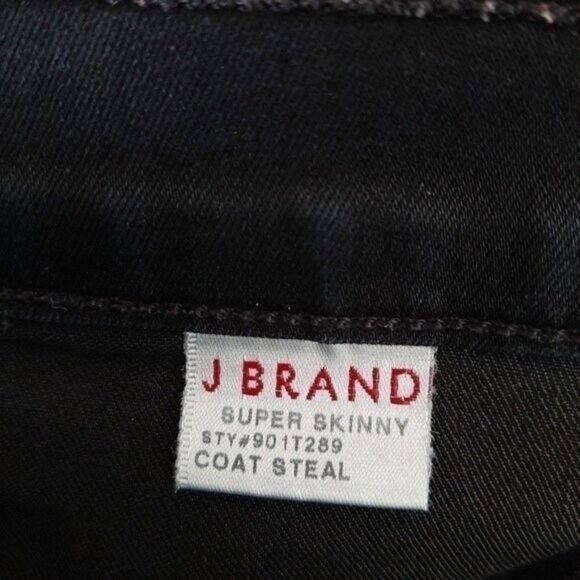 J BRAND
SUPER SKINNY
STY#901T289
COAT STEAL